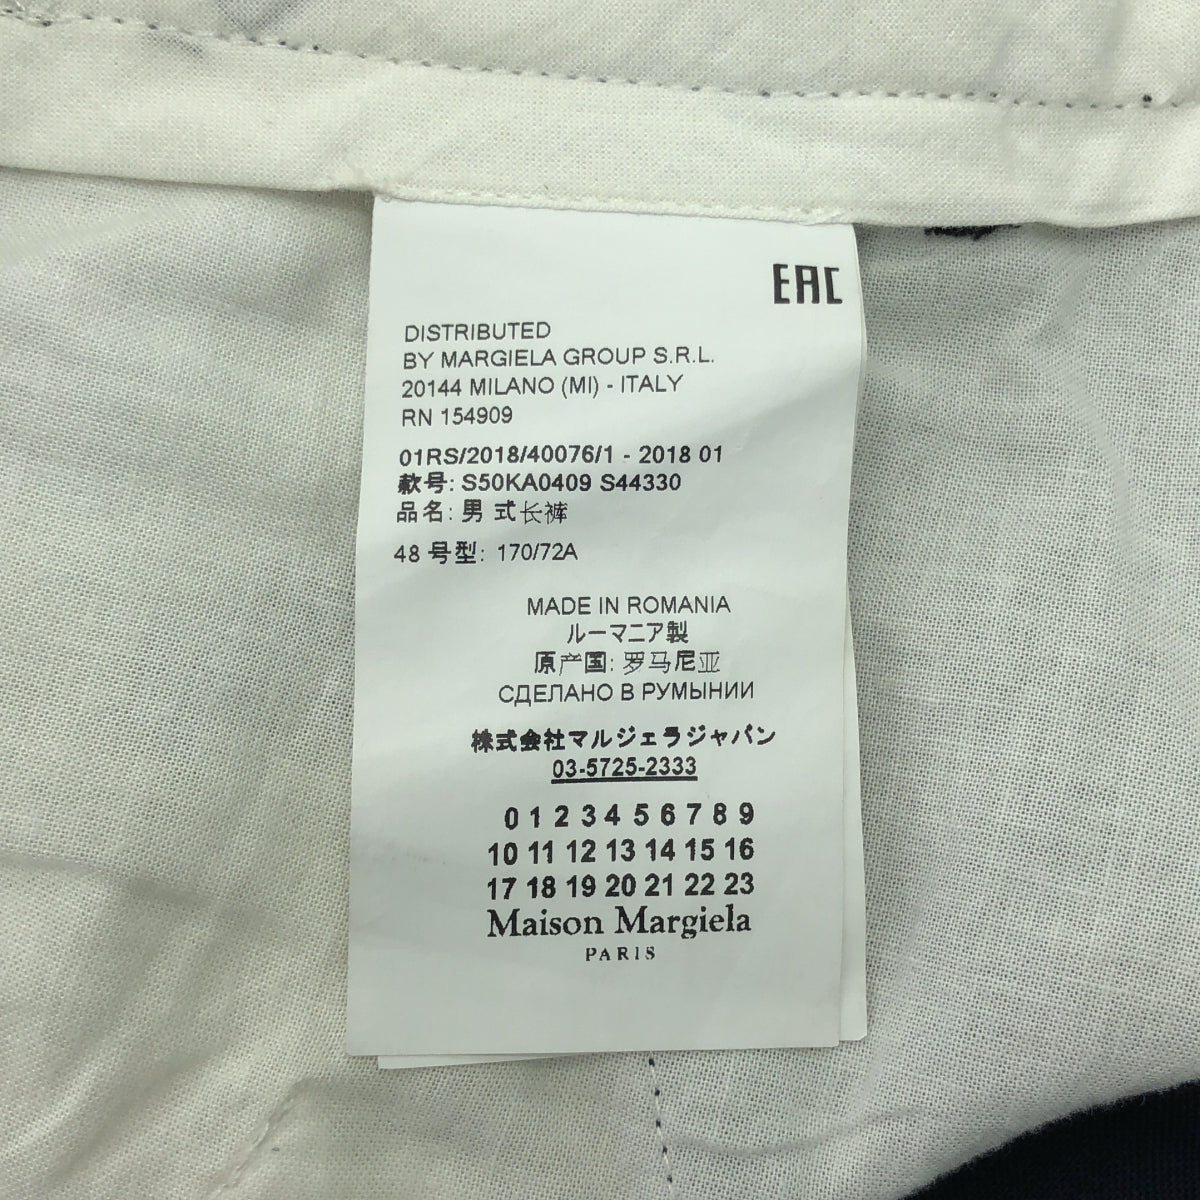 EAC
DISTRIBUTED
BY MARGIELA GROUP S.R.L.
20144 MILANO (MI) - ITALY
RN 154909
01RS/2018/40076/1 - 2018 01
款号: S50KA0409 S44330
品名: 男 式长裤
48 号型: 170/72A
MADE IN ROMANIA
ルーマニア製
原产国: 罗马尼亚
СДЕЛАНО В РУМЫНИИ
株式会社マルジェラジャパン
03-5725-2333
0 1 2 3 4 5 6 7 8 9
10 11 12 13 14 15 16
17 18 19 20 21 22 23
Maison Margiela
PARIS